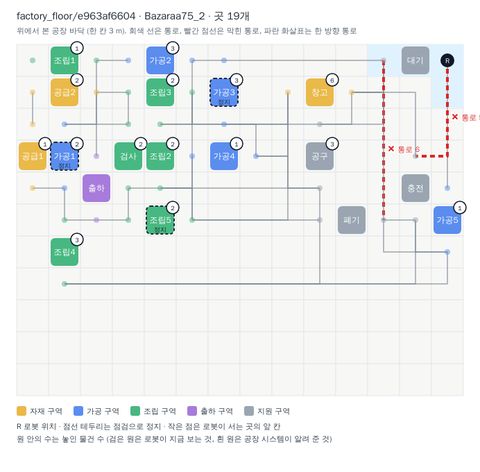 factory_floor/e963af6604 · Bazaraa75_2 · 곳 19개
위에서 본 공장 바닥 (한 칸 3 m). 회색 선은 통로, 빨간 점선은 막힌 통로, 파란 화살표는 한 방향 통로
조립1 1
가공2 3
대기
R
공급2 2
조립3 2
가공3 3
정지
창고 6
✕ 통로
공급1 2
가공1 2
정지
검사 2
조립2 2
가공4 1
공구 3
✕ 통로 6
출하
충전
조립5 2
정지
폐기
가공5 1
조립4 3
자재 구역
가공 구역
조립 구역
출하 구역
지원 구역
R 로봇 위치 · 점선 테두리는 점검으로 정지 · 작은 점은 로봇이 서는 곳의 앞 칸
원 안의 수는 놓인 물건 수 (검은 원은 로봇이 지금 보는 것, 흰 원은 공장 시스템이 알려 준 것)